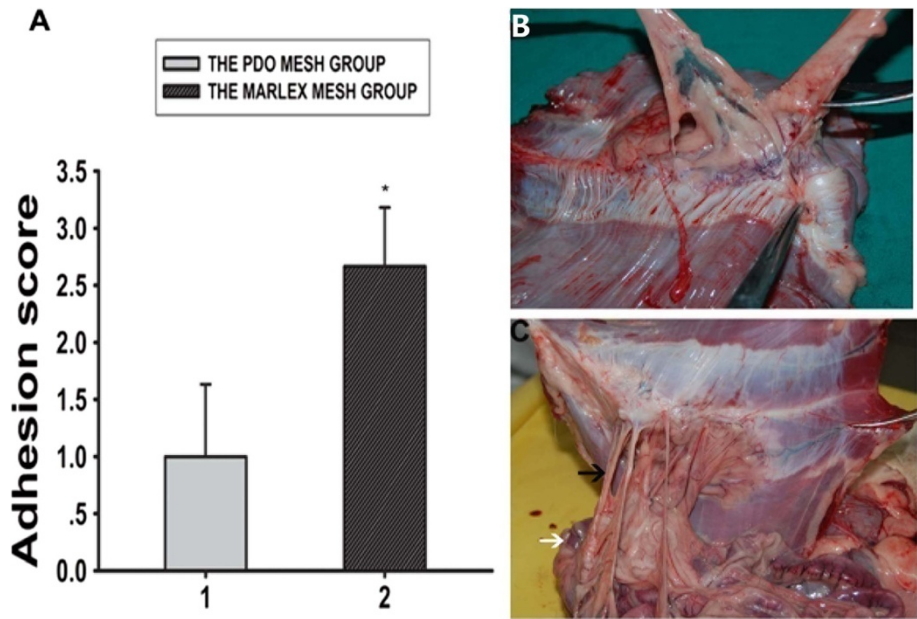 A
THE PDO MESH GROUP
THE MARLEX MESH GROUP
Adhesion score
3.5
3.0
2.5
2.0
1.5
1.0
.5
0.0
*
1
2
B
C